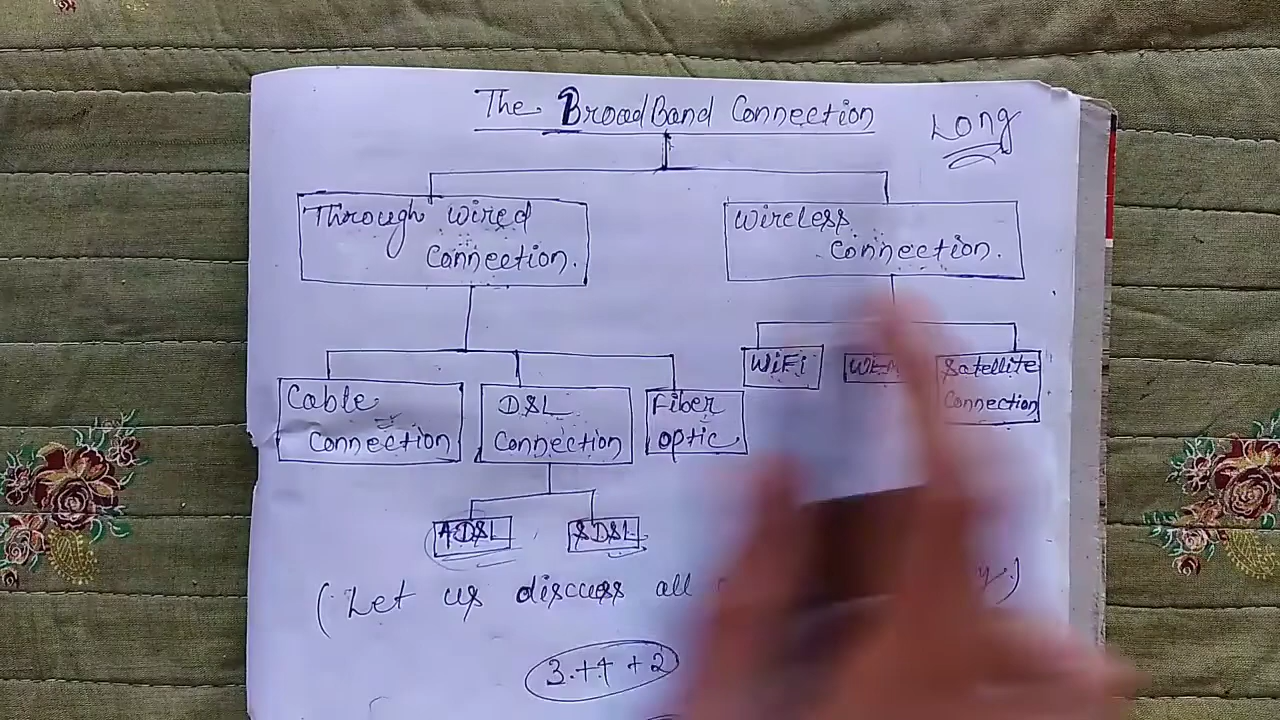 The BroadBand Connection
Long
Through wired
Connection.
Wireless
Connection.
WiFi
Satellite
Connection
Cable
Connection
DSL
Connection
Fiber
optic
ADSL
SDSL
(Let us discuss all
3+4+2